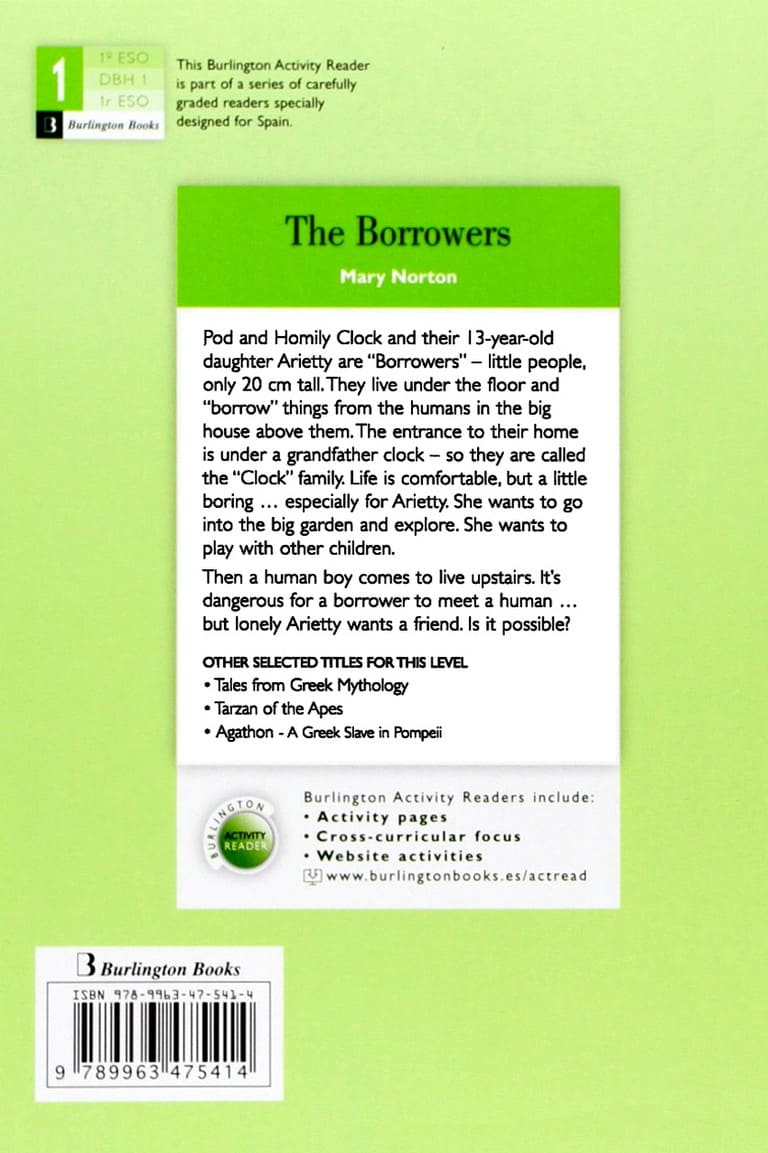 1
1º ESO
DBH 1
1r ESO
B Burlington Books
This Burlington Activity Reader
is part of a series of carefully
graded readers specially
designed for Spain.
The Borrowers
Mary Norton
Pod and Homily Clock and their 13-year-old
daughter Arietty are “Borrowers” – little people,
only 20 cm tall. They live under the floor and
“borrow” things from the humans in the big
house above them. The entrance to their home
is under a grandfather clock – so they are called
the “Clock” family. Life is comfortable, but a little
boring … especially for Arietty. She wants to go
into the big garden and explore. She wants to
play with other children.
Then a human boy comes to live upstairs. It’s
dangerous for a borrower to meet a human …
but lonely Arietty wants a friend. Is it possible?
OTHER SELECTED TITLES FOR THIS LEVEL
• Tales from Greek Mythology
• Tarzan of the Apes
• Agathon - A Greek Slave in Pompeii
BURLINGTON
ACTIVITY
READER
Burlington Activity Readers include:
• Activity pages
• Cross-curricular focus
• Website activities
www.burlingtonbooks.es/actread
B Burlington Books
ISBN 978-9963-47-541-4
9 789963 475414